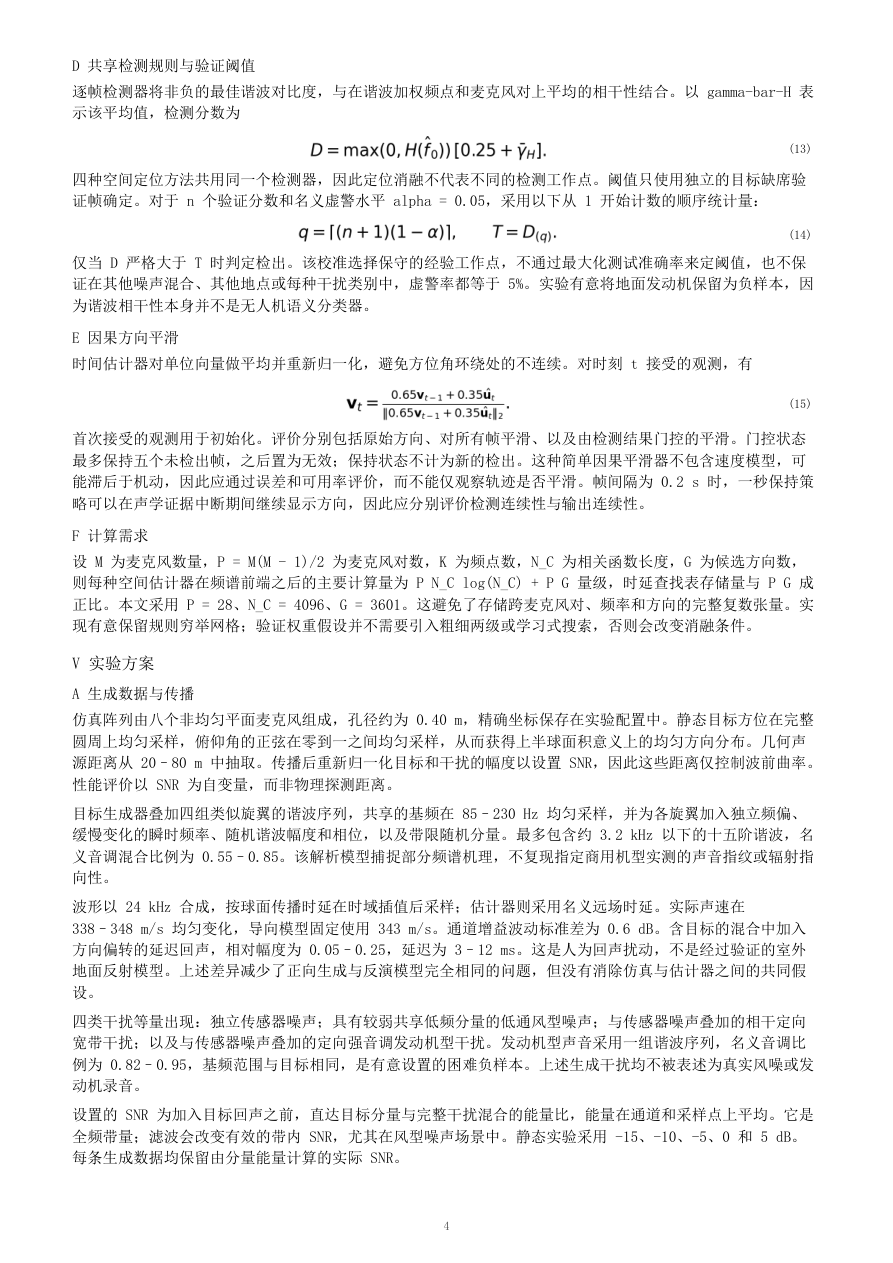 D 共享检测规则与验证阈值
逐帧检测器将非负的最佳谐波对比度，与在谐波加权频点和麦克风对上平均的相干性结合。以 gamma-bar-H 表
示该平均值，检测分数为
D = max(0, H(f̂₀)) [0.25 + γ̄_H]. (13)
四种空间定位方法共用同一个检测器，因此定位消融不代表不同的检测工作点。阈值只使用独立的目标缺席验
证帧确定。对于 n 个验证分数和名义虚警水平 alpha = 0.05，采用以下从 1 开始计数的顺序统计量：
q = ⌈(n + 1)(1 − α)⌉, T = D₍q₎. (14)
仅当 D 严格大于 T 时判定检出。该校准选择保守的经验工作点，不通过最大化测试准确率来定阈值，也不保
证在其他噪声混合、其他地点或每种干扰类别中，虚警率都等于 5%。实验有意将地面发动机保留为负样本，因
为谐波相干性本身并不是无人机语义分类器。
E 因果方向平滑
时间估计器对单位向量做平均并重新归一化，避免方位角环绕处的不连续。对时刻 t 接受的观测，有
v_t = (0.65v_{t−1} + 0.35û_t) / ‖0.65v_{t−1} + 0.35û_t‖₂. (15)
首次接受的观测用于初始化。评价分别包括原始方向、对所有帧平滑、以及由检测结果门控的平滑。门控状态
最多保持五个未检出帧，之后置为无效；保持状态不计为新的检出。这种简单因果平滑器不包含速度模型，可
能滞后于机动，因此应通过误差和可用率评价，而不能仅观察轨迹是否平滑。帧间隔为 0.2 s 时，一秒保持策
略可以在声学证据中断期间继续显示方向，因此应分别评价检测连续性与输出连续性。
F 计算需求
设 M 为麦克风数量，P = M(M - 1)/2 为麦克风对数，K 为频点数，N_C 为相关函数长度，G 为候选方向数，
则每种空间估计器在频谱前端之后的主要计算量为 P N_C log(N_C) + P G 量级，时延查找表存储量与 P G 成
正比。本文采用 P = 28、N_C = 4096、G = 3601。这避免了存储跨麦克风对、频率和方向的完整复数张量。实
现有意保留规则穷举网格；验证权重假设并不需要引入粗细两级或学习式搜索，否则会改变消融条件。
V 实验方案
A 生成数据与传播
仿真阵列由八个非均匀平面麦克风组成，孔径约为 0.40 m，精确坐标保存在实验配置中。静态目标方位在完整
圆周上均匀采样，俯仰角的正弦在零到一之间均匀采样，从而获得上半球面积意义上的均匀方向分布。几何声
源距离从 20–80 m 中抽取。传播后重新归一化目标和干扰的幅度以设置 SNR，因此这些距离仅控制波前曲率。
性能评价以 SNR 为自变量，而非物理探测距离。
目标生成器叠加四组类似旋翼的谐波序列，共享的基频在 85–230 Hz 均匀采样，并为各旋翼加入独立频偏、
缓慢变化的瞬时频率、随机谐波幅度和相位，以及带限随机分量。最多包含约 3.2 kHz 以下的十五阶谐波，名
义音调混合比例为 0.55–0.85。该解析模型捕捉部分频谱机理，不复现指定商用机型实测的声音指纹或辐射指
向性。
波形以 24 kHz 合成，按球面传播时延在时域插值后采样；估计器则采用名义远场时延。实际声速在
338–348 m/s 均匀变化，导向模型固定使用 343 m/s。通道增益波动标准差为 0.6 dB。含目标的混合中加入
方向偏转的延迟回声，相对幅度为 0.05–0.25，延迟为 3–12 ms。这是人为回声扰动，不是经过验证的室外
地面反射模型。上述差异减少了正向生成与反演模型完全相同的问题，但没有消除仿真与估计器之间的共同假
设。
四类干扰等量出现：独立传感器噪声；具有较弱共享低频分量的低通风型噪声；与传感器噪声叠加的相干定向
宽带干扰；以及与传感器噪声叠加的定向强音调发动机型干扰。发动机型声音采用一组谐波序列，名义音调比
例为 0.82–0.95，基频范围与目标相同，是有意设置的困难负样本。上述生成干扰均不被表述为真实风噪或发
动机录音。
设置的 SNR 为加入目标回声之前，直达目标分量与完整干扰混合的能量比，能量在通道和采样点上平均。它是
全频带量；滤波会改变有效的带内 SNR，尤其在风型噪声场景中。静态实验采用 -15、-10、-5、0 和 5 dB。
每条生成数据均保留由分量能量计算的实际 SNR。
4